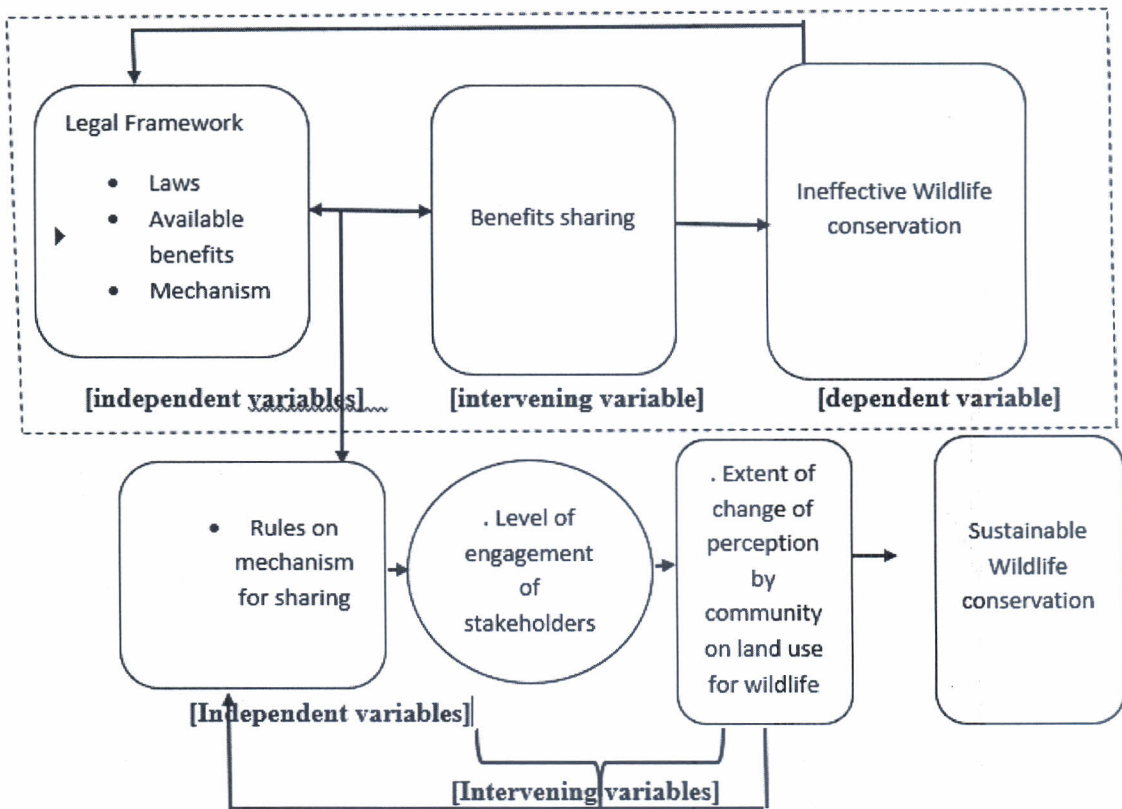 Legal Framework
• Laws
• Available
benefits
• Mechanism
Benefits sharing
Ineffective Wildlife
conservation
[independent variables]
[intervening variable]
[dependent variable]
• Rules on
mechanism
for sharing
. Level of
engagement
of
stakeholders
. Extent of
change of
perception
by
community
on land use
for wildlife
Sustainable
Wildlife
conservation
[Independent variables]
[Intervening variables]